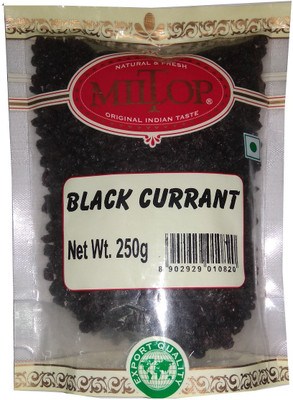 NATURAL & FRESH
MILTOP®
ORIGINAL INDIAN TASTE
BLACK CURRANT
Net Wt. 250g
8 902929 010820
EXPORT QUALITY